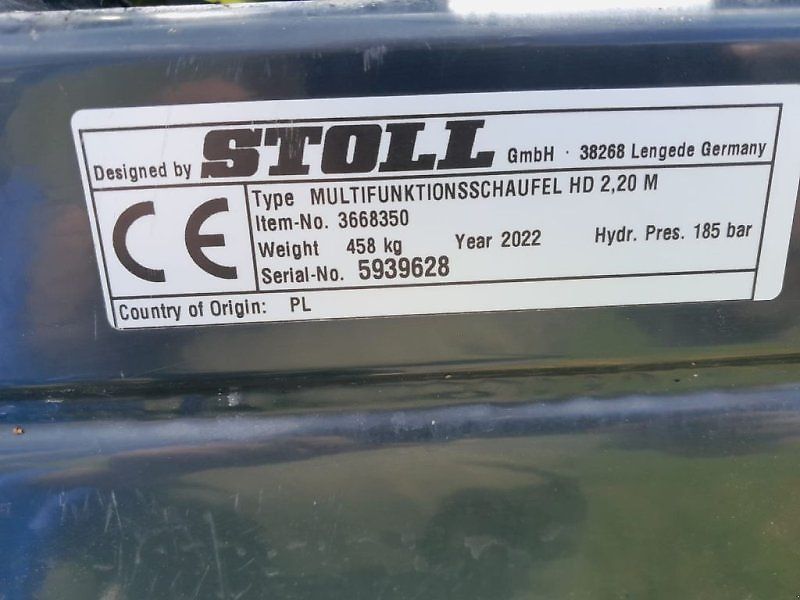 Designed by STOLL GmbH · 38268 Lengede Germany
CE
Type MULTIFUNKTIONSSCHAUFEL HD 2,20 M
Item-No. 3668350
Weight 458 kg Year 2022 Hydr. Pres. 185 bar
Serial-No. 5939628
Country of Origin: PL